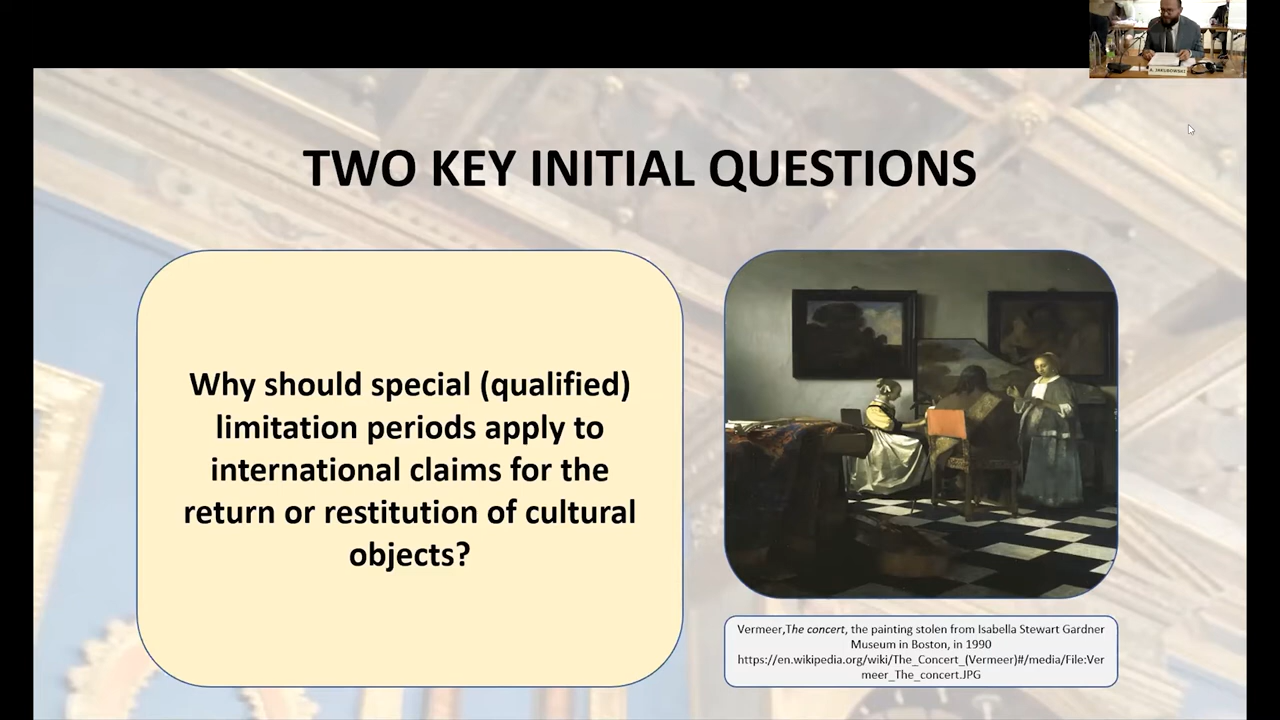 A. JAKUBOWSKI
TWO KEY INITIAL QUESTIONS
Why should special (qualified)
limitation periods apply to
international claims for the
return or restitution of cultural
objects?
Vermeer,The concert, the painting stolen from Isabella Stewart Gardner
Museum in Boston, in 1990
https://en.wikipedia.org/wiki/The_Concert_(Vermeer)#/media/File:Ver
meer_The_concert.JPG